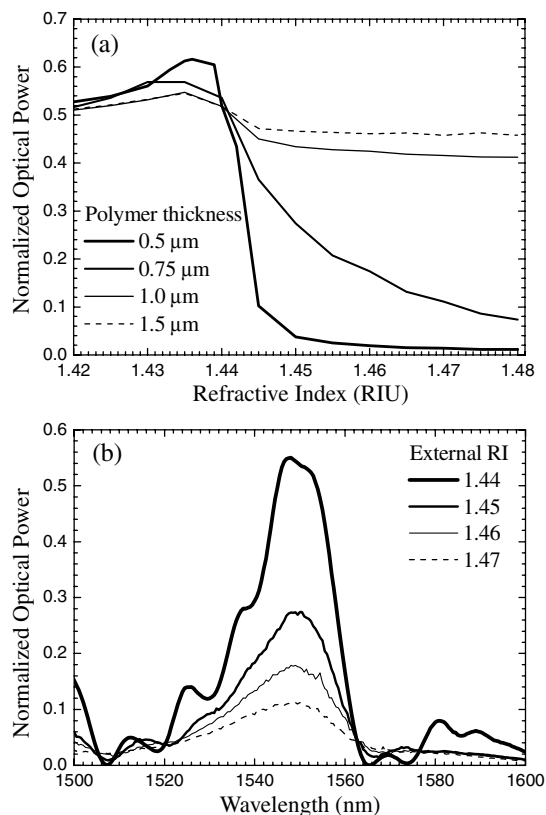 (a)
0.7
0.6
0.5
0.4
0.3
0.2
0.1
0.0
Normalized Optical Power
Polymer thickness
0.5 µm
0.75 µm
1.0 µm
1.5 µm
1.42 1.43 1.44 1.45 1.46 1.47 1.48
Refractive Index (RIU)
(b)
0.6
0.5
0.4
0.3
0.2
0.1
0.0
Normalized Optical Power
External RI
1.44
1.45
1.46
1.47
1500 1520 1540 1560 1580 1600
Wavelength (nm)